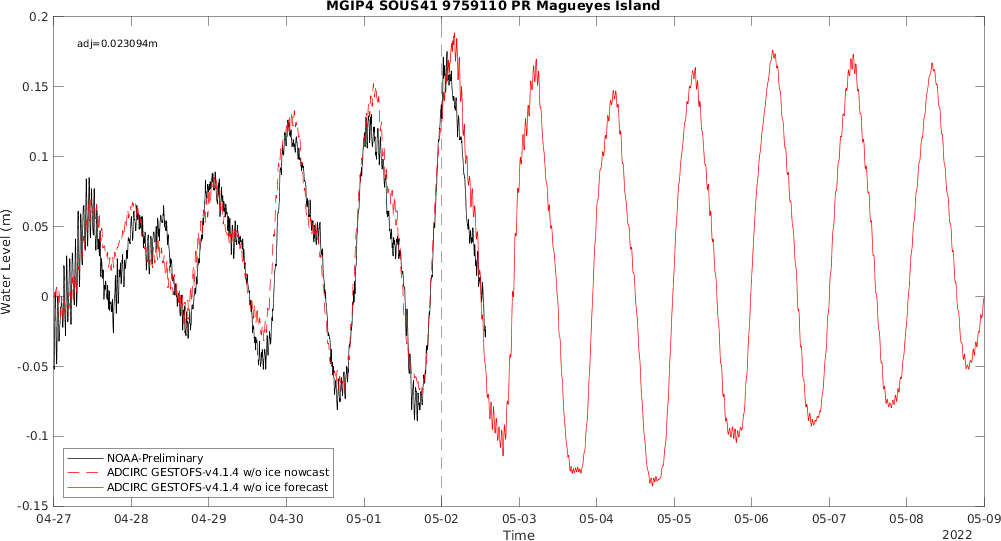 MGIP4 SOUS41 9759110 PR Magueyes Island
adj=0.023094m
0.2
0.15
0.1
0.05
0
-0.05
-0.1
-0.15
Water Level (m)
NOAA-Preliminary
ADCIRC GESTOFS-v4.1.4 w/o ice nowcast
ADCIRC GESTOFS-v4.1.4 w/o ice forecast
04-27 04-28 04-29 04-30 05-01 05-02 05-03 05-04 05-05 05-06 05-07 05-08 05-09
Time
2022